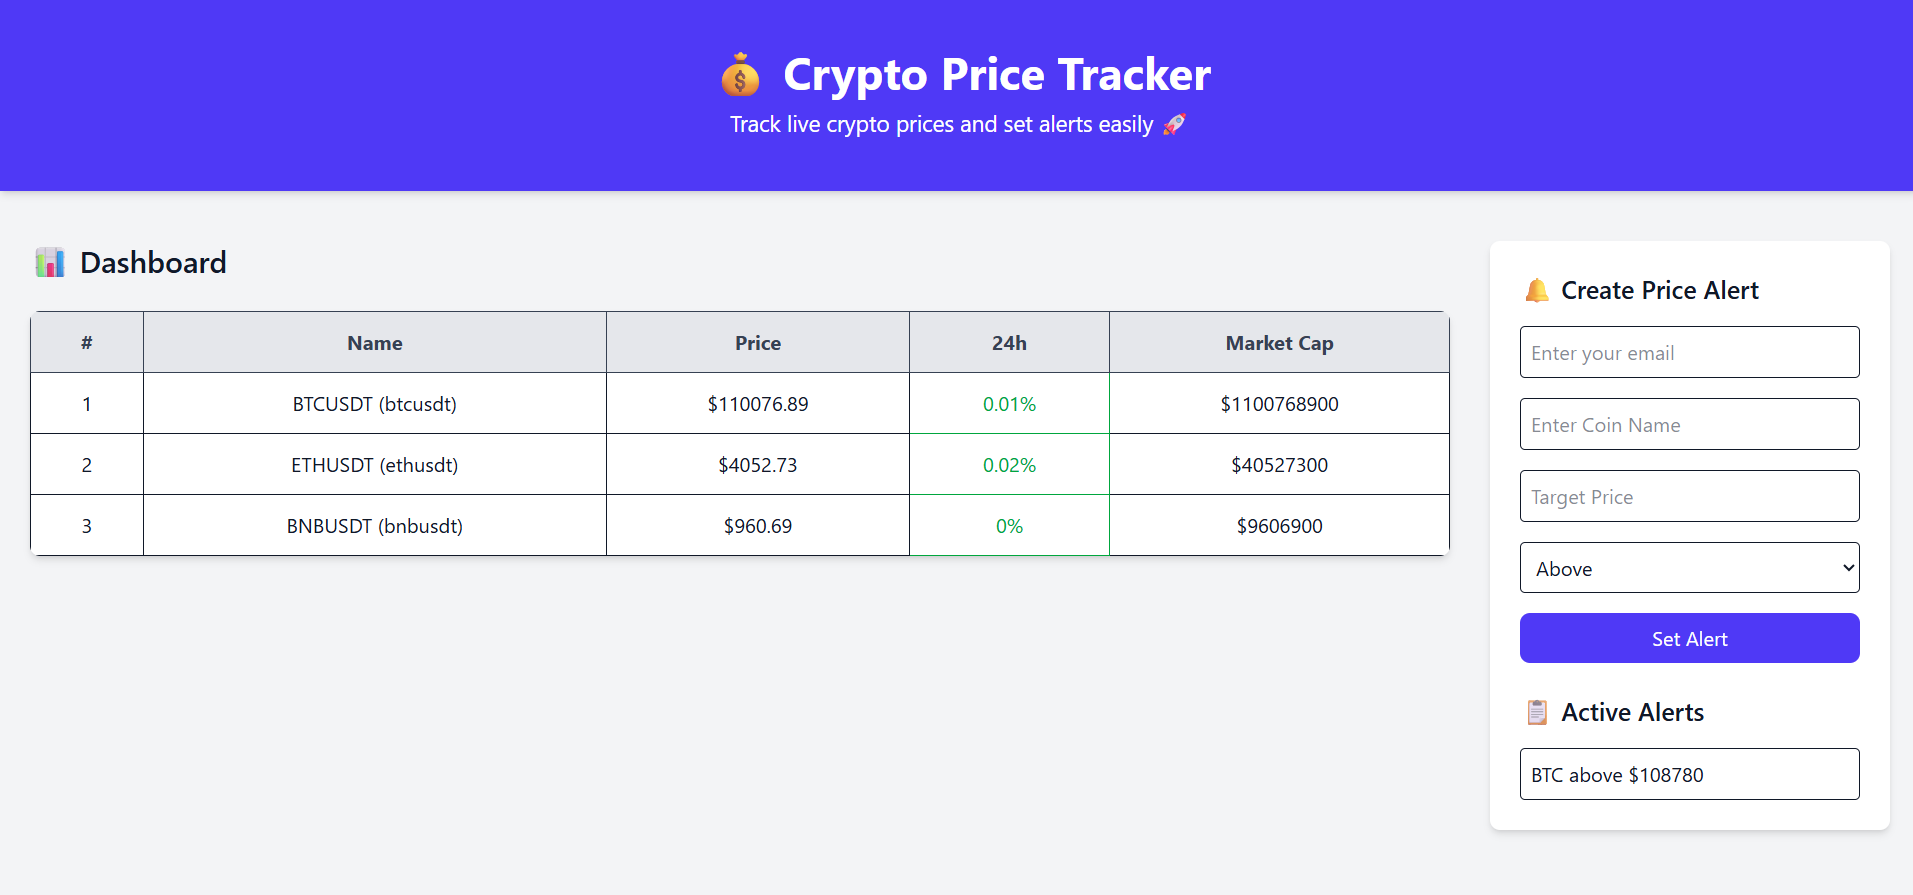 Crypto Price Tracker
Track live crypto prices and set alerts easily 🚀
Dashboard
# Name Price 24h Market Cap
1 BTCUSDT (btcusdt) $110076.89 0.01% $1100768900
2 ETHUSDT (ethusdt) $4052.73 0.02% $40527300
3 BNBUSDT (bnbusdt) $960.69 0% $9606900
Create Price Alert
Enter your email
Enter Coin Name
Target Price
Above
Set Alert
Active Alerts
BTC above $108780